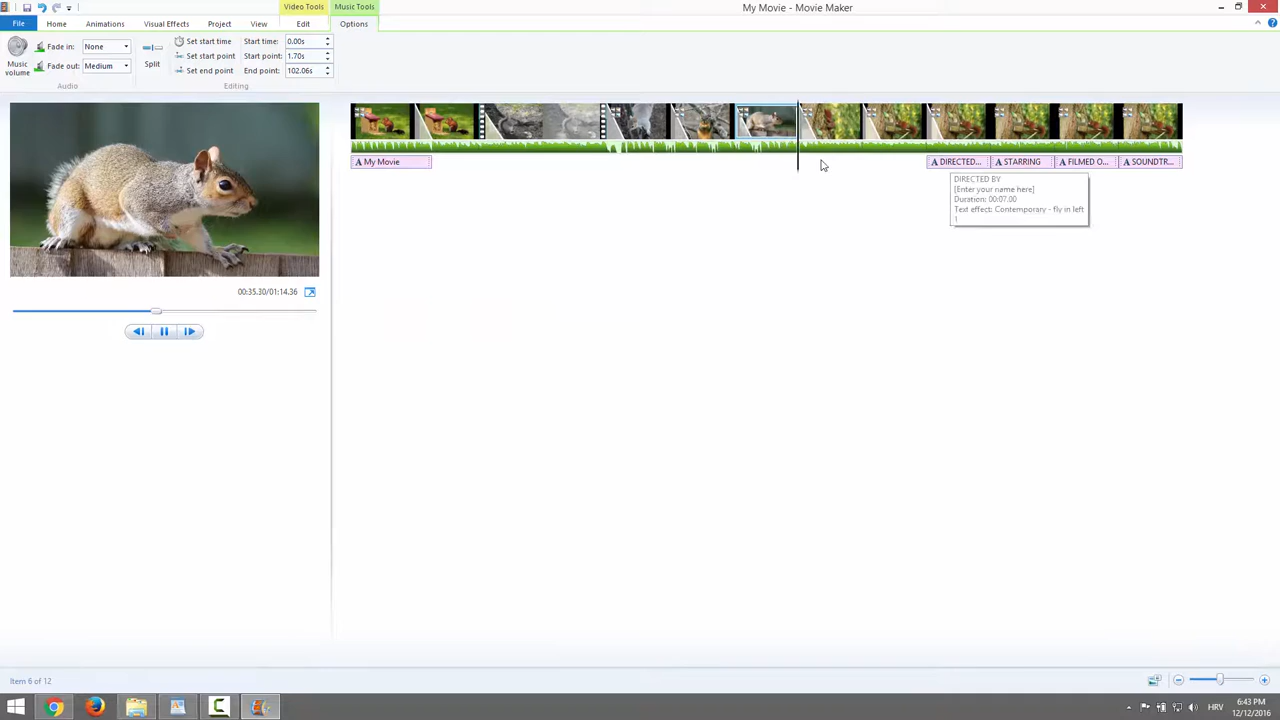 My Movie - Movie Maker
Video Tools
Music Tools
File
Home
Animations
Visual Effects
Project
View
Edit
Options
Music volume
Fade in: None
Fade out: Medium
Split
Set start time
Set start point
Set end point
Start time: 0.00s
Start point: 1.70s
End point: 102.06s
Audio
Editing
00:35.30/01:14.36
A My Movie
A DIRECTED...
A STARRING
A FILMED O...
A SOUNDTR...
DIRECTED BY
[Enter your name here]
Duration: 00:07.00
Text effect: Contemporary - fly in left
\
Item 6 of 12
HRV
6:43 PM
12/12/2016